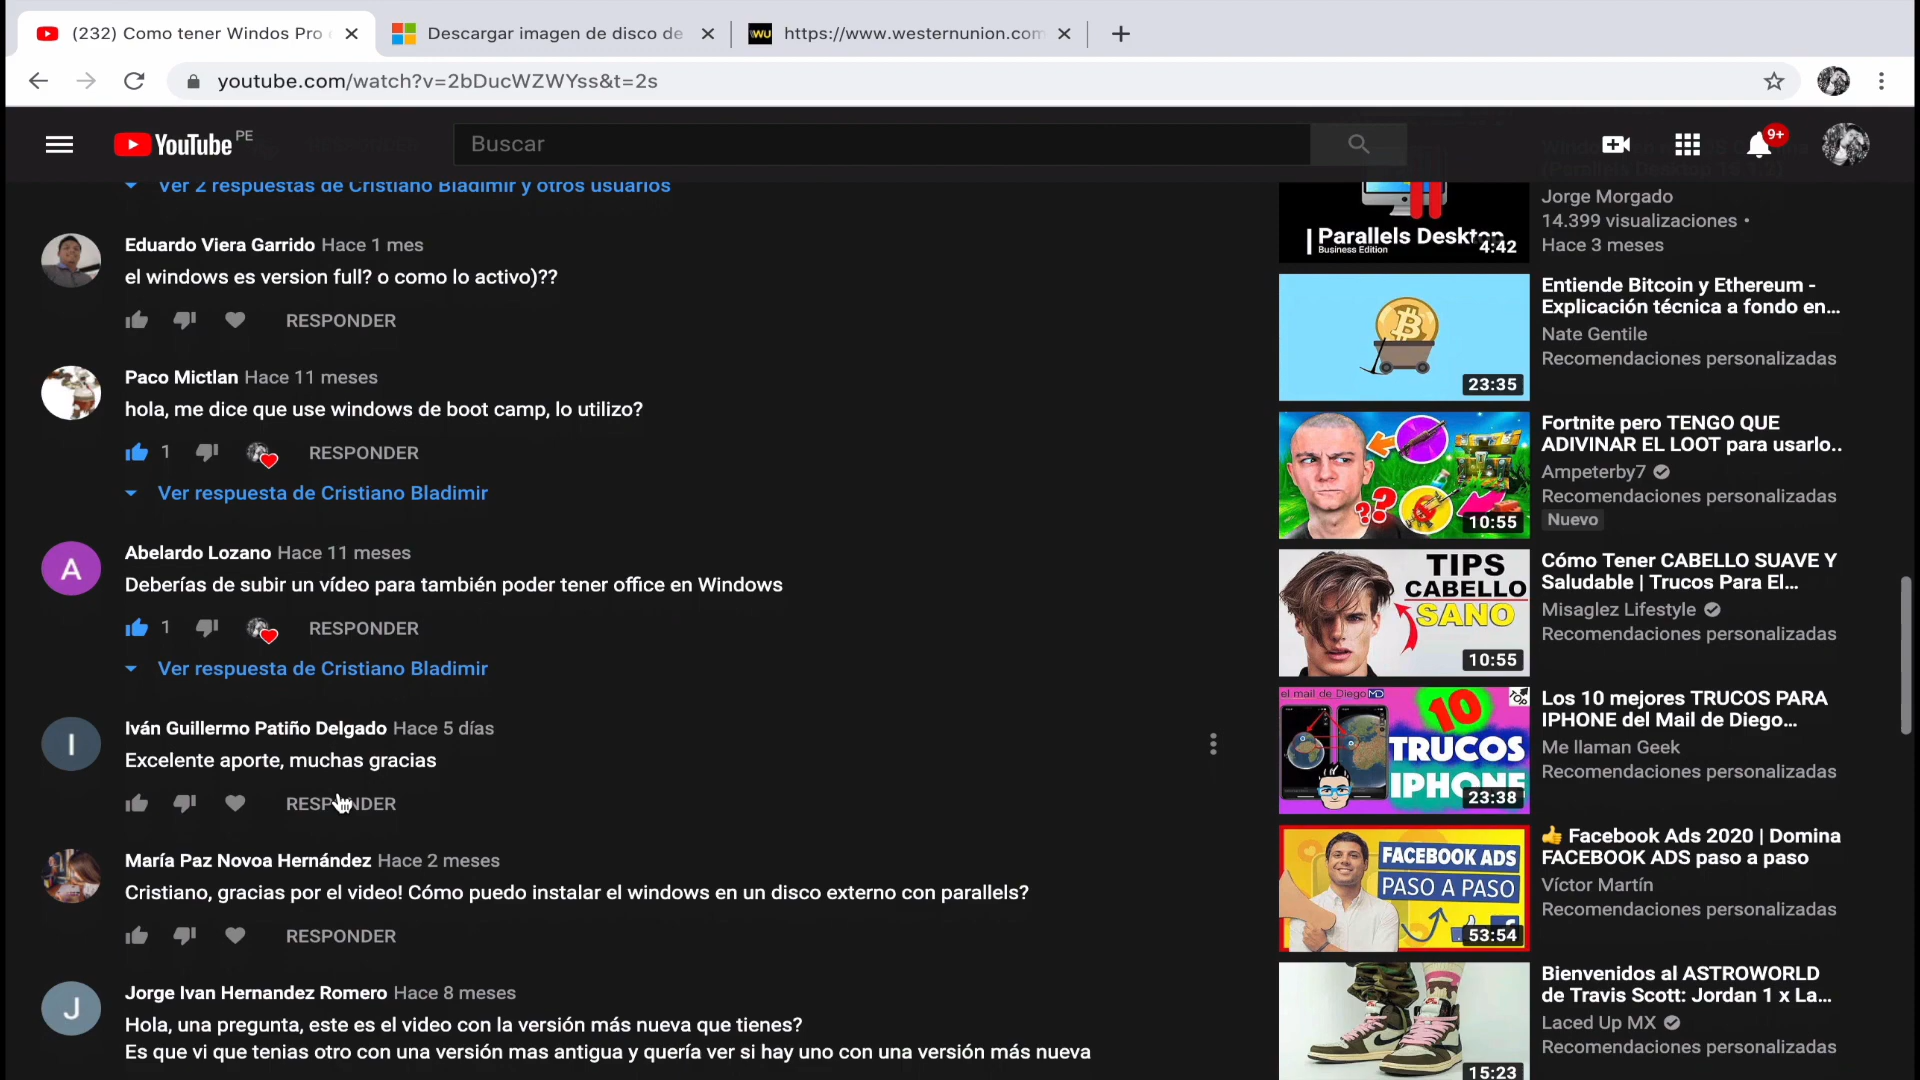 (232) Como tener Windos Pro
Descargar imagen de disco de
https://www.westernunion.com
youtube.com/watch?v=2bDucWZWYss&t=2s
YouTube PE
Buscar
9+
Ver 2 respuestas de Cristiano Bladimir y otros usuarios
Eduardo Viera Garrido Hace 1 mes
el windows es version full? o como lo activo)??
RESPONDER
Paco Mictlan Hace 11 meses
hola, me dice que use windows de boot camp, lo utilizo?
1 RESPONDER
Ver respuesta de Cristiano Bladimir
A
Abelardo Lozano Hace 11 meses
Deberías de subir un vídeo para también poder tener office en Windows
1 RESPONDER
Ver respuesta de Cristiano Bladimir
I
Iván Guillermo Patiño Delgado Hace 5 días
Excelente aporte, muchas gracias
RESPONDER
María Paz Novoa Hernández Hace 2 meses
Cristiano, gracias por el video! Cómo puedo instalar el windows en un disco externo con parallels?
RESPONDER
J
Jorge Ivan Hernandez Romero Hace 8 meses
Hola, una pregunta, este es el video con la versión más nueva que tienes?
Es que vi que tenias otro con una versión mas antigua y quería ver si hay uno con una versión más nueva
Parallels Desktop
Business Edition
4:42
Jorge Morgado
14.399 visualizaciones •
Hace 3 meses
23:35
Entiende Bitcoin y Ethereum -
Explicación técnica a fondo en...
Nate Gentile
Recomendaciones personalizadas
??
10:55
Fortnite pero TENGO QUE
ADIVINAR EL LOOT para usarlo..
Ampeterby7
Recomendaciones personalizadas
Nuevo
TIPS
CABELLO
SANO
10:55
Cómo Tener CABELLO SUAVE Y
Saludable | Trucos Para El...
Misaglez Lifestyle
Recomendaciones personalizadas
el mail de Diego MD
TOP
10
TRUCOS
IPHONE
23:38
Los 10 mejores TRUCOS PARA
IPHONE del Mail de Diego...
Me llaman Geek
Recomendaciones personalizadas
FACEBOOK ADS
PASO A PASO
53:54
👍 Facebook Ads 2020 | Domina
FACEBOOK ADS paso a paso
Víctor Martín
Recomendaciones personalizadas
15:23
Bienvenidos al ASTROWORLD
de Travis Scott: Jordan 1 x La...
Laced Up MX
Recomendaciones personalizadas